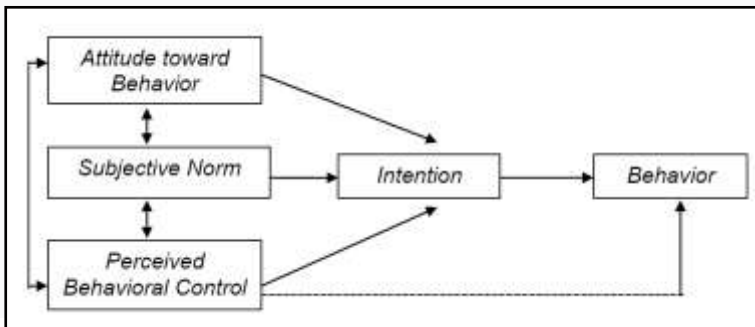 Attitude toward
Behavior
Subjective Norm
Intention
Behavior
Perceived
Behavioral Control